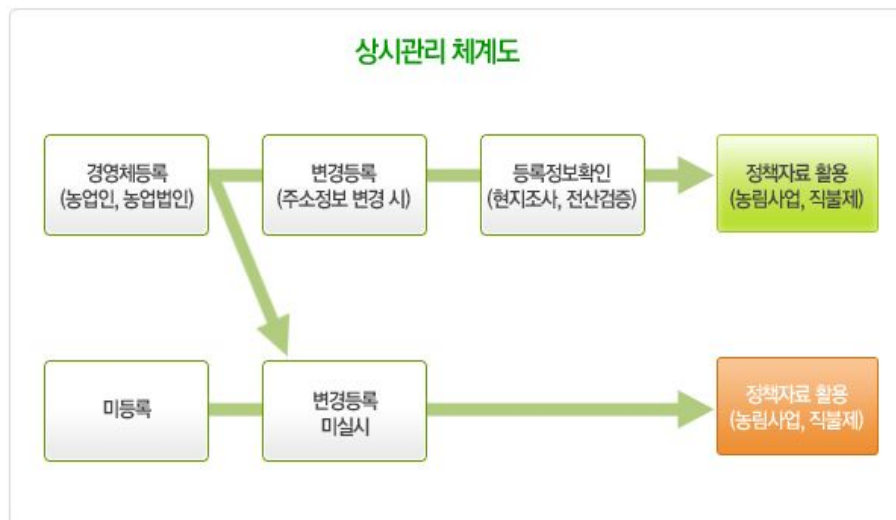 상시관리 체계도
경영체등록
(농업인, 농업법인)
변경등록
(주소정보 변경 시)
등록정보확인
(현지조사, 전산검증)
정책자료 활용
(농림사업, 직불제)
미등록
변경등록
미실시
정책자료 활용
(농림사업, 직불제)